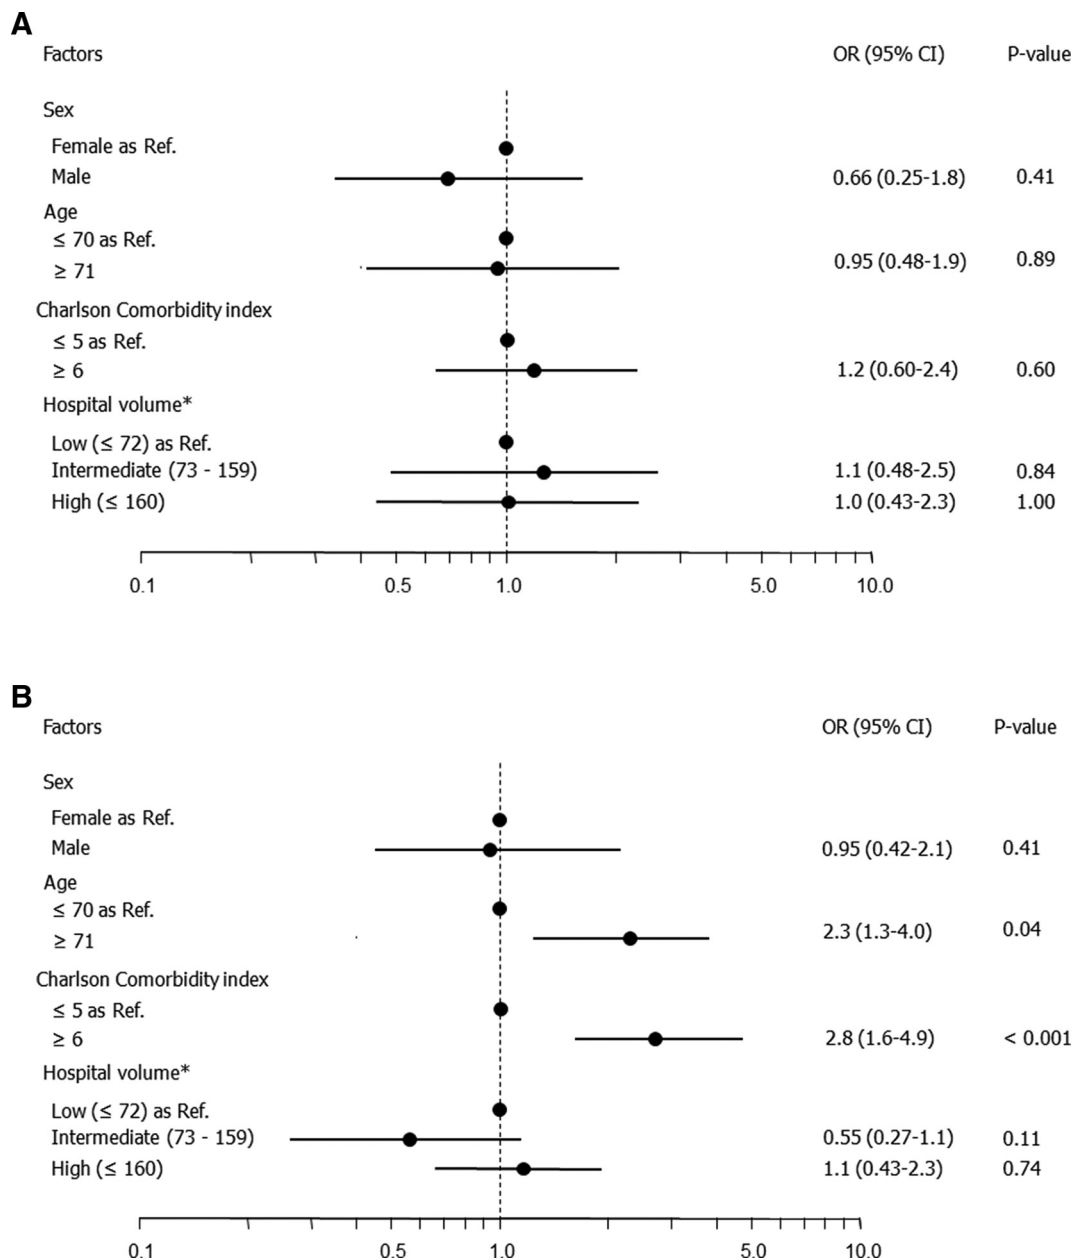 A
Factors OR (95% CI) P-value
Sex
Female as Ref.
Male 0.66 (0.25-1.8) 0.41
Age
≤ 70 as Ref.
≥ 71 0.95 (0.48-1.9) 0.89
Charlson Comorbidity index
≤ 5 as Ref.
≥ 6 1.2 (0.60-2.4) 0.60
Hospital volume*
Low (≤ 72) as Ref.
Intermediate (73 - 159) 1.1 (0.48-2.5) 0.84
High (≤ 160) 1.0 (0.43-2.3) 1.00
0.1 0.5 1.0 5.0 10.0
B
Factors OR (95% CI) P-value
Sex
Female as Ref.
Male 0.95 (0.42-2.1) 0.41
Age
≤ 70 as Ref.
≥ 71 2.3 (1.3-4.0) 0.04
Charlson Comorbidity index
≤ 5 as Ref.
≥ 6 2.8 (1.6-4.9) < 0.001
Hospital volume*
Low (≤ 72) as Ref.
Intermediate (73 - 159) 0.55 (0.27-1.1) 0.11
High (≤ 160) 1.1 (0.43-2.3) 0.74
0.1 0.5 1.0 5.0 10.0